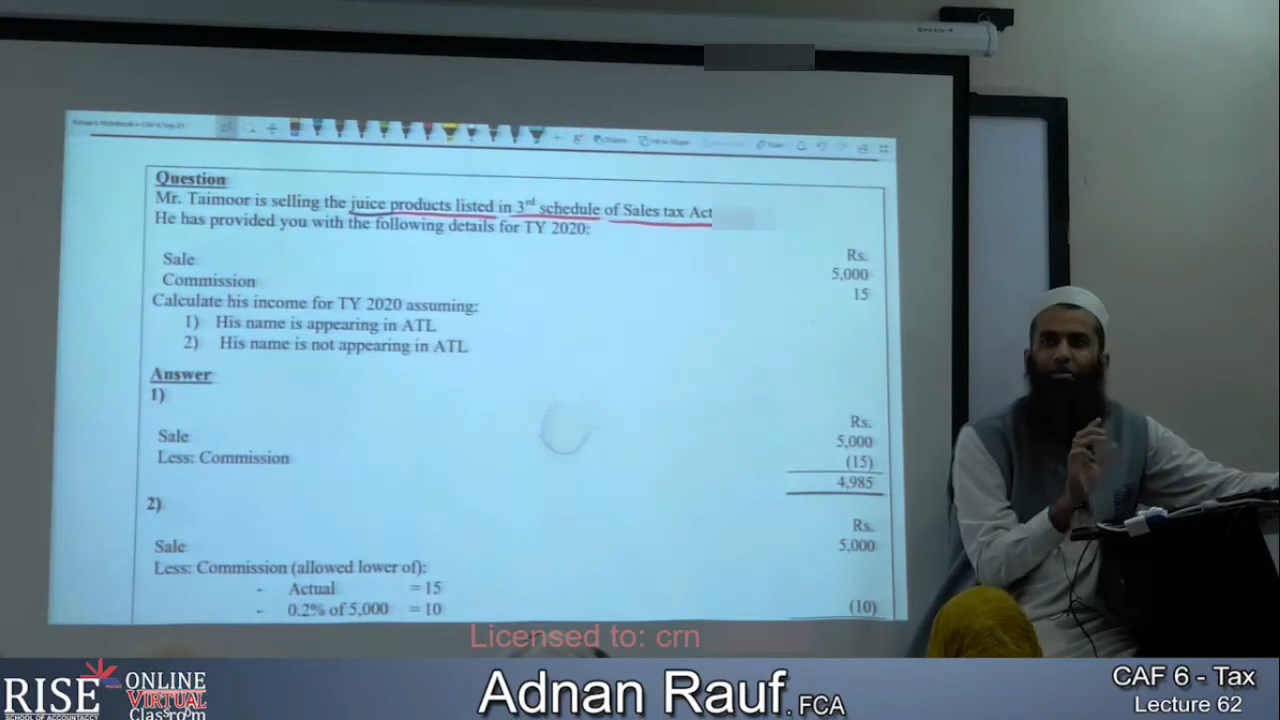 SPEED-X
Question
Mr. Taimoor is selling the juice products listed in 3rd schedule of Sales tax Act
He has provided you with the following details for TY 2020:
Rs.
Sale 5,000
Commission 15
Calculate his income for TY 2020 assuming:
1) His name is appearing in ATL
2) His name is not appearing in ATL
Answer
1)
Rs.
Sale 5,000
Less: Commission (15)
4,985
2)
Rs.
Sale 5,000
Less: Commission (allowed lower of):
- Actual = 15
- 0.2% of 5,000 = 10 (10)
Licensed to: crn
RISE
SCHOOL OF ACCOUNTANCY
ONLINE
VIRTUAL
Classroom
Adnan Rauf. FCA
CAF 6 - Tax
Lecture 62